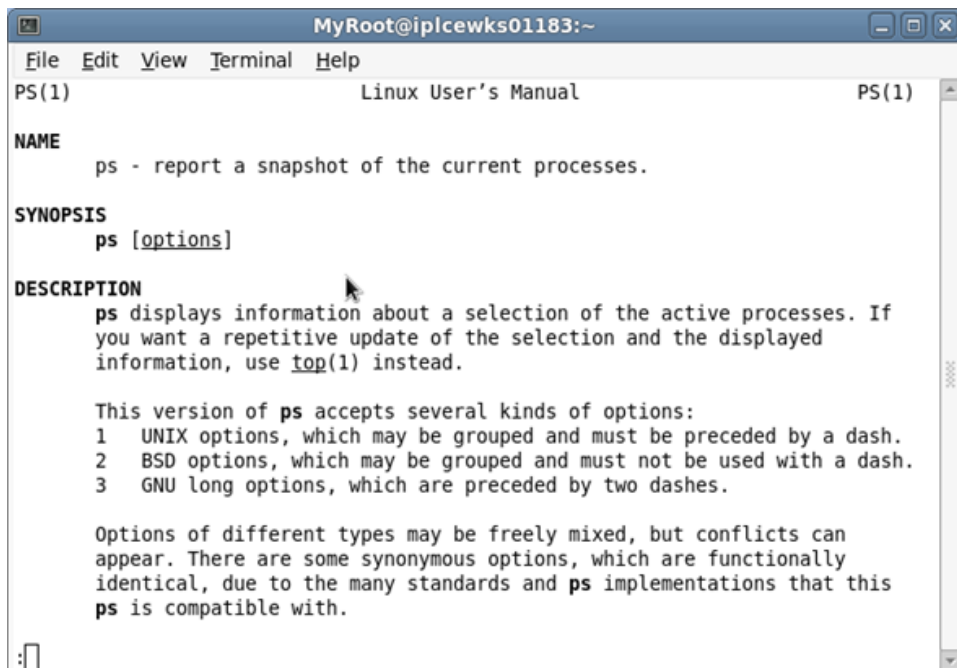 MyRoot@iplcewks01183:~
File Edit View Terminal Help
PS(1) Linux User’s Manual PS(1)
NAME
ps - report a snapshot of the current processes.
SYNOPSIS
ps [options]
DESCRIPTION
ps displays information about a selection of the active processes. If
you want a repetitive update of the selection and the displayed
information, use top(1) instead.
This version of ps accepts several kinds of options:
1 UNIX options, which may be grouped and must be preceded by a dash.
2 BSD options, which may be grouped and must not be used with a dash.
3 GNU long options, which are preceded by two dashes.
Options of different types may be freely mixed, but conflicts can
appear. There are some synonymous options, which are functionally
identical, due to the many standards and ps implementations that this
ps is compatible with.
: